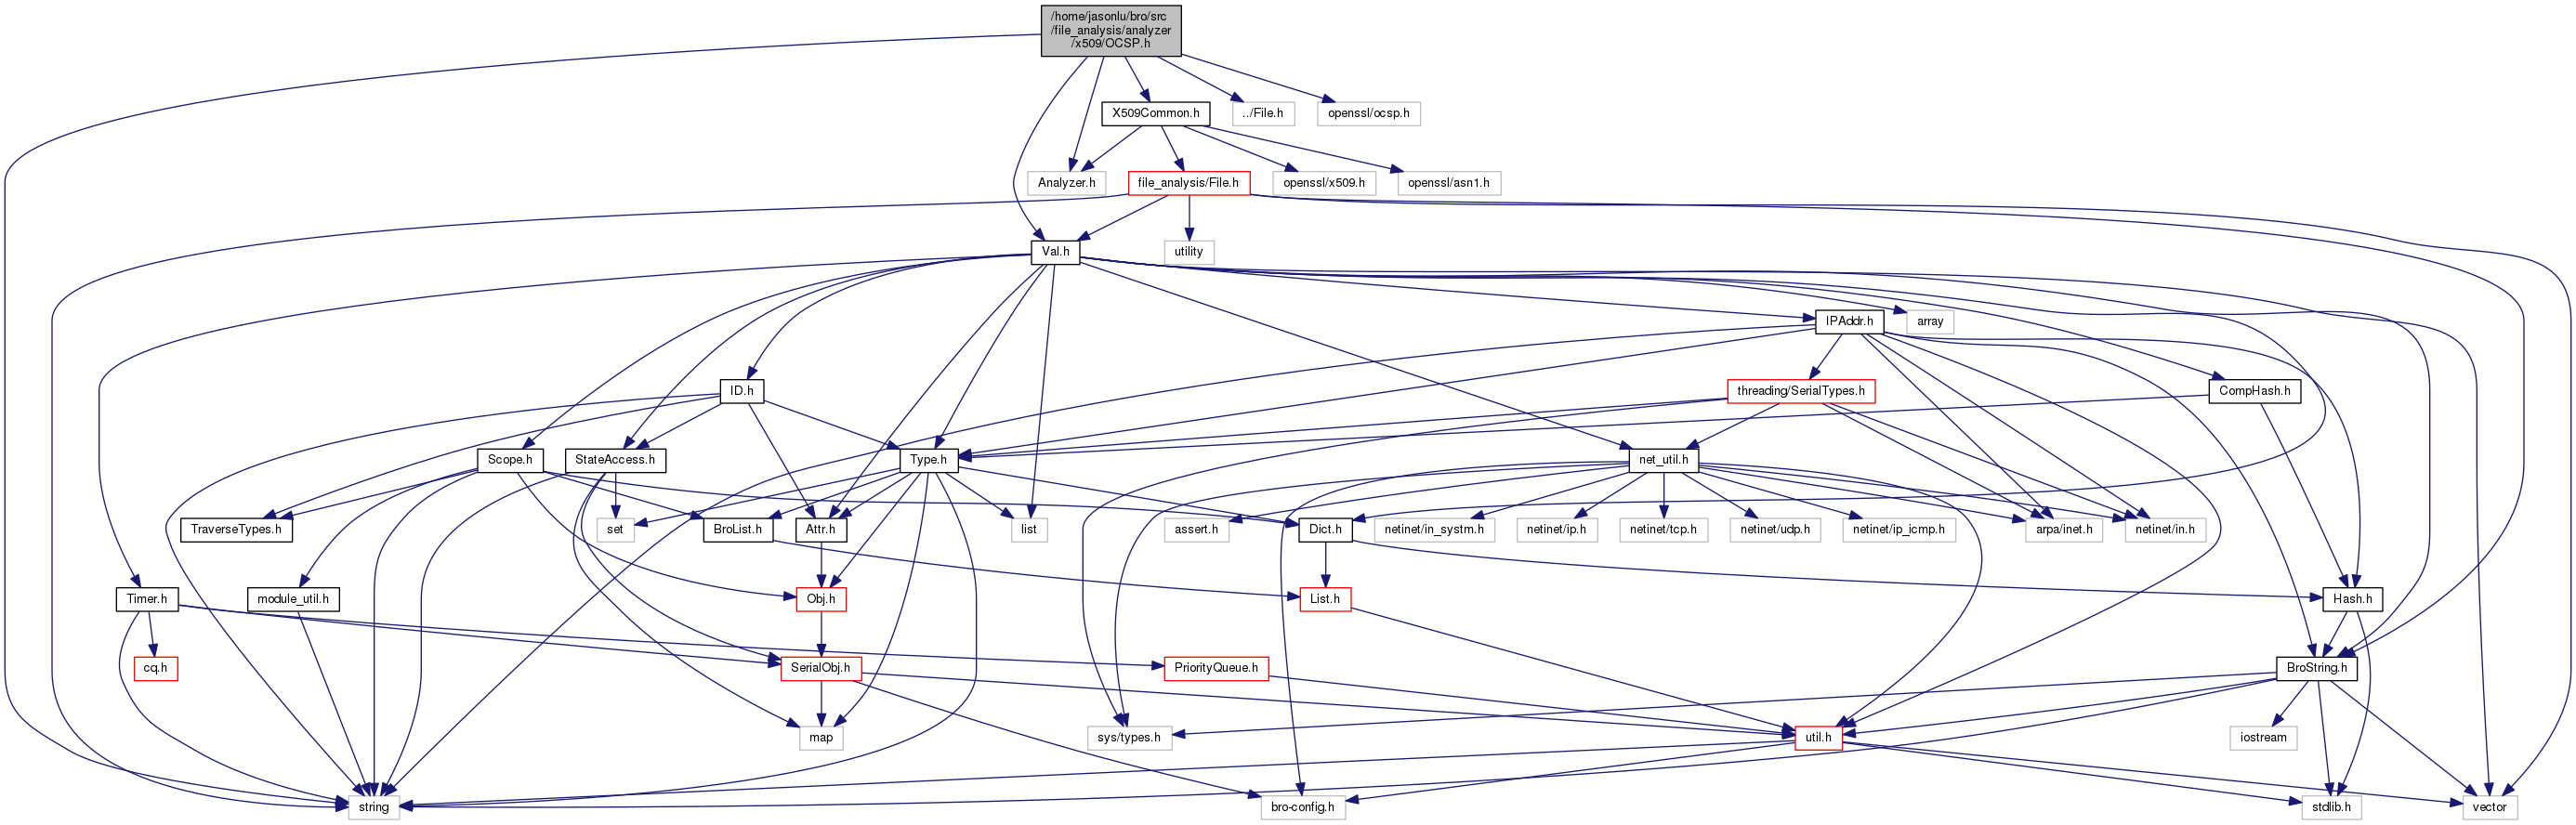 /home/jasonlu/bro/src
/file_analysis/analyzer
/x509/OCSP.h
X509Common.h
../File.h
openssl/ocsp.h
Analyzer.h
file_analysis/File.h
openssl/x509.h
openssl/asn1.h
Val.h
utility
IPAddr.h
array
ID.h
threading/SerialTypes.h
CompHash.h
Scope.h
StateAccess.h
Type.h
net_util.h
TraverseTypes.h
set
BroList.h
Attr.h
list
assert.h
Dict.h
netinet/in_systm.h
netinet/ip.h
netinet/tcp.h
netinet/udp.h
netinet/ip_icmp.h
arpa/inet.h
netinet/in.h
Timer.h
module_util.h
Obj.h
List.h
Hash.h
cq.h
SerialObj.h
PriorityQueue.h
BroString.h
map
sys/types.h
util.h
iostream
string
bro-config.h
stdlib.h
vector